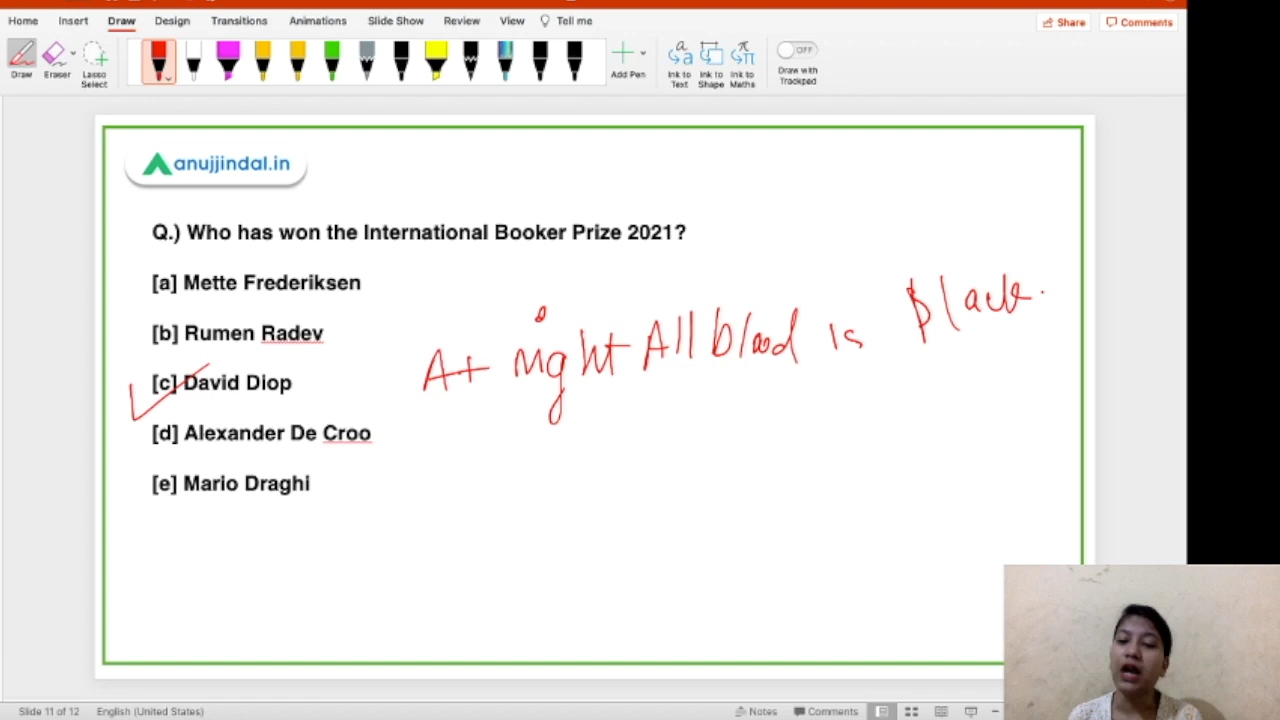 Home Insert Draw Design Transitions Animations Slide Show Review View Tell me Share Comments
Draw Eraser Lasso Select Add Pen Ink to Text Ink to Shape Ink to Maths OFF Draw with Trackpad
anujjindal.in
Q.) Who has won the International Booker Prize 2021?
[a] Mette Frederiksen
[b] Rumen Radev
[c] David Diop
[d] Alexander De Croo
[e] Mario Draghi
At night All blood is Black.
Slide 11 of 12 English (United States) Notes Comments